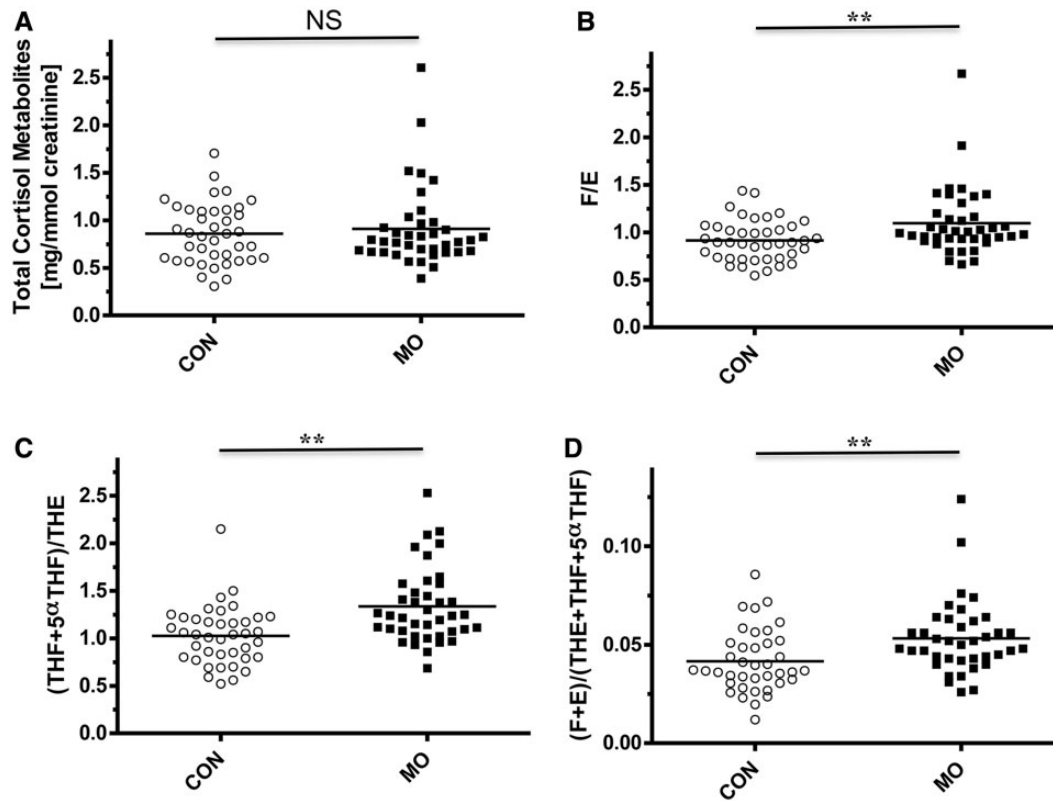 A
NS
Total Cortisol Metabolites
[mg/mmol creatinine]
2.5
2.0
1.5
1.0
0.5
0.0
CON
MO
B
**
F/E
2.5
2.0
1.5
1.0
0.5
0.0
CON
MO
C
**
(THF+5αTHF)/THE
2.5
2.0
1.5
1.0
0.5
0.0
CON
MO
D
**
(F+E)/(THE+THF+5αTHF)
0.10
0.05
0.00
CON
MO